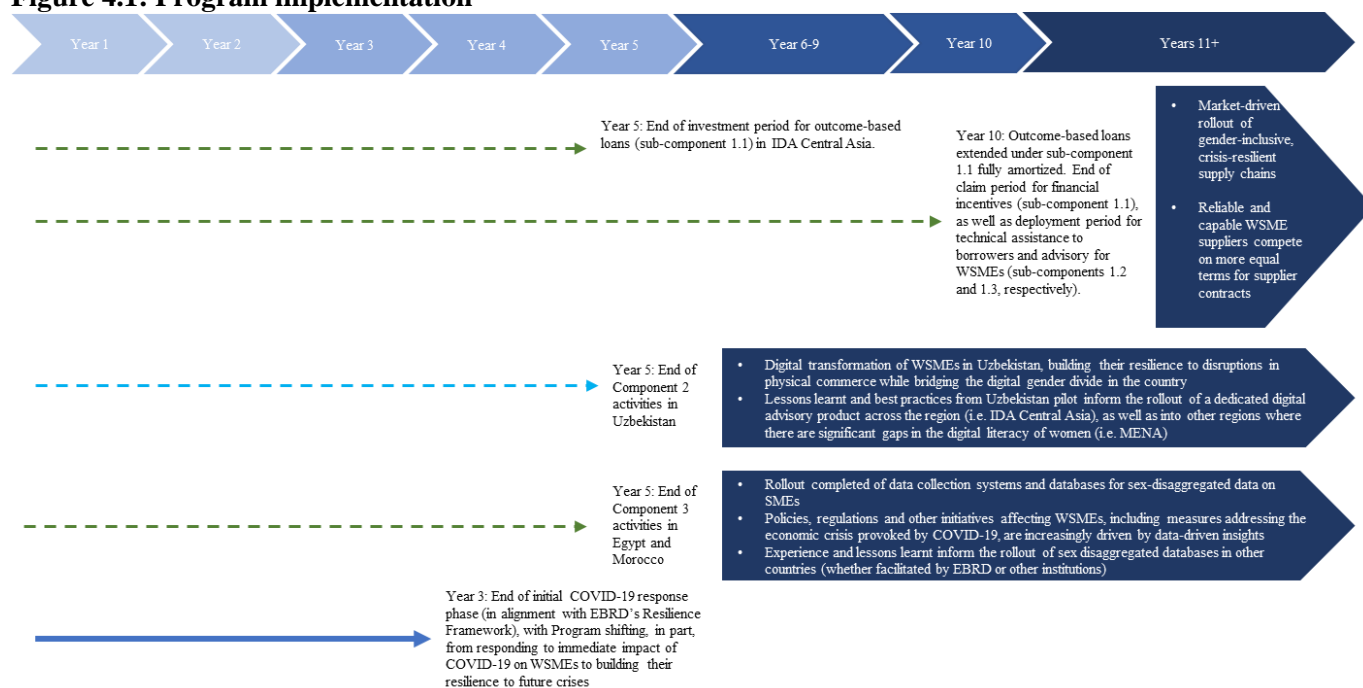 Figure 4.1: Program implementation
Year 1
Year 2
Year 3
Year 4
Year 5
Year 6-9
Year 10
Years 11+
Year 5: End of investment period for outcome-based
loans (sub-component 1.1) in IDA Central Asia.
Year 10: Outcome-based loans
extended under sub-component
1.1 fully amortized. End of
claim period for financial
incentives (sub-component 1.1),
as well as deployment period for
technical assistance to
borrowers and advisory for
WSMEs (sub-components 1.2
and 1.3, respectively).
• Market-driven
rollout of
gender-inclusive,
crisis-resilient
supply chains
• Reliable and
capable WSME
suppliers compete
on more equal
terms for supplier
contracts
Year 5: End of
Component 2
activities in
Uzbekistan
• Digital transformation of WSMEs in Uzbekistan, building their resilience to disruptions in
physical commerce while bridging the digital gender divide in the country
• Lessons learnt and best practices from Uzbekistan pilot inform the rollout of a dedicated digital
advisory product across the region (i.e. IDA Central Asia), as well as into other regions where
there are significant gaps in the digital literacy of women (i.e. MENA)
Year 5: End of
Component 3
activities in
Egypt and
Morocco
• Rollout completed of data collection systems and databases for sex-disaggregated data on
SMEs
• Policies, regulations and other initiatives affecting WSMEs, including measures addressing the
economic crisis provoked by COVID-19, are increasingly driven by data-driven insights
• Experience and lessons learnt inform the rollout of sex disaggregated databases in other
countries (whether facilitated by EBRD or other institutions)
Year 3: End of initial COVID-19 response
phase (in alignment with EBRD's Resilience
Framework), with Program shifting, in part,
from responding to immediate impact of
COVID-19 on WSMEs to building their
resilience to future crises